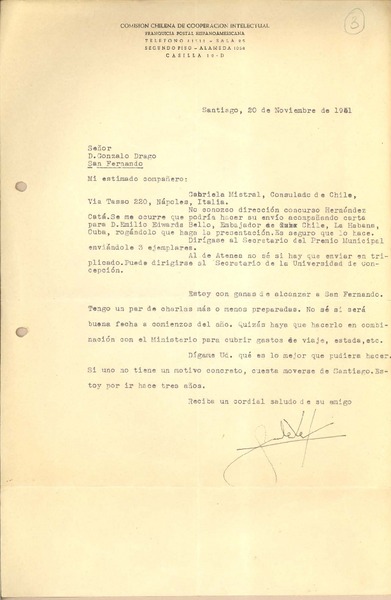 3
COMISION CHILENA DE COOPERACION INTELECTUAL
FRANQUICIA POSTAL HISPANOAMERICANA
SEGUNDO PISO - ALAMEDA 1058
CASILLA 10-D
Santiago, 20 de Noviembre de 1951
Señor
D.Gonzalo Drago
San Fernando
Mi estimado compañero:
Gabriela Mistral, Consulado de Chile,
Via Tasso 220, Nápoles, Italia.
No conozco dirección concurso Hernández
Catá.Se me ocurre que podría hacer su envío acompañando carta
para D.Emilio Edwards Bello, Embajador de Chile, La Habana,
Cuba, rogándole que haga la presentación.Es seguro que lo hace.
Diríjase al Secretario del Premio Municipal
enviándole 3 ejemplares.
Al de Atenea no sé si hay que enviar en tri-
plicado.Puede dirigirse al Secretario de la Universidad de Con-
cepción.
Estoy con ganas de alcanzar a San Fernando.
Tengo un par de charlas más o menos preparadas. No sé si será
buena fecha a comienzos del año. Quizás haya que hacerlo en combi-
nación con el Ministerio para cubrir gastos de viaje, estada,etc.
Dígame Uc. qué es lo mejor que pudiera hacer.
Si uno no tiene un motivo concreto, cuesta moverse de Santiago.Es-
toy por ir hace tres años.
Reciba un cordial saludo de su amigo